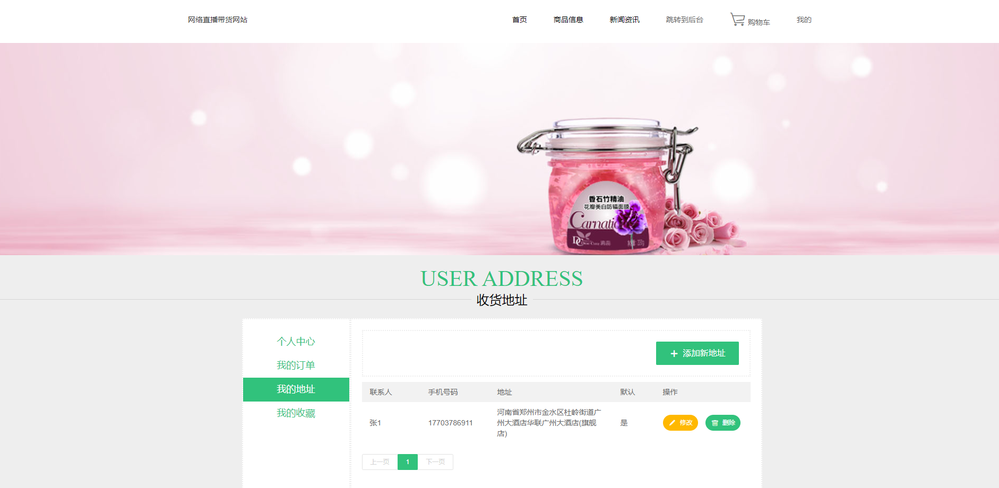 网络直播带货网站
首页 商品信息 新闻资讯 跳转到后台 购物车 我的
香石竹精油
花瓣美白防辐面膜
Carnatio
DC
USER ADDRESS
收货地址
个人中心
我的订单
我的地址
我的收藏
添加新地址
联系人 手机号码 地址 默认 操作
张1 17703786911 河南省郑州市金水区杜岭街道广
州大酒店华联广州大酒店(旗舰
店) 是 修改 删除
上一页 1 下一页